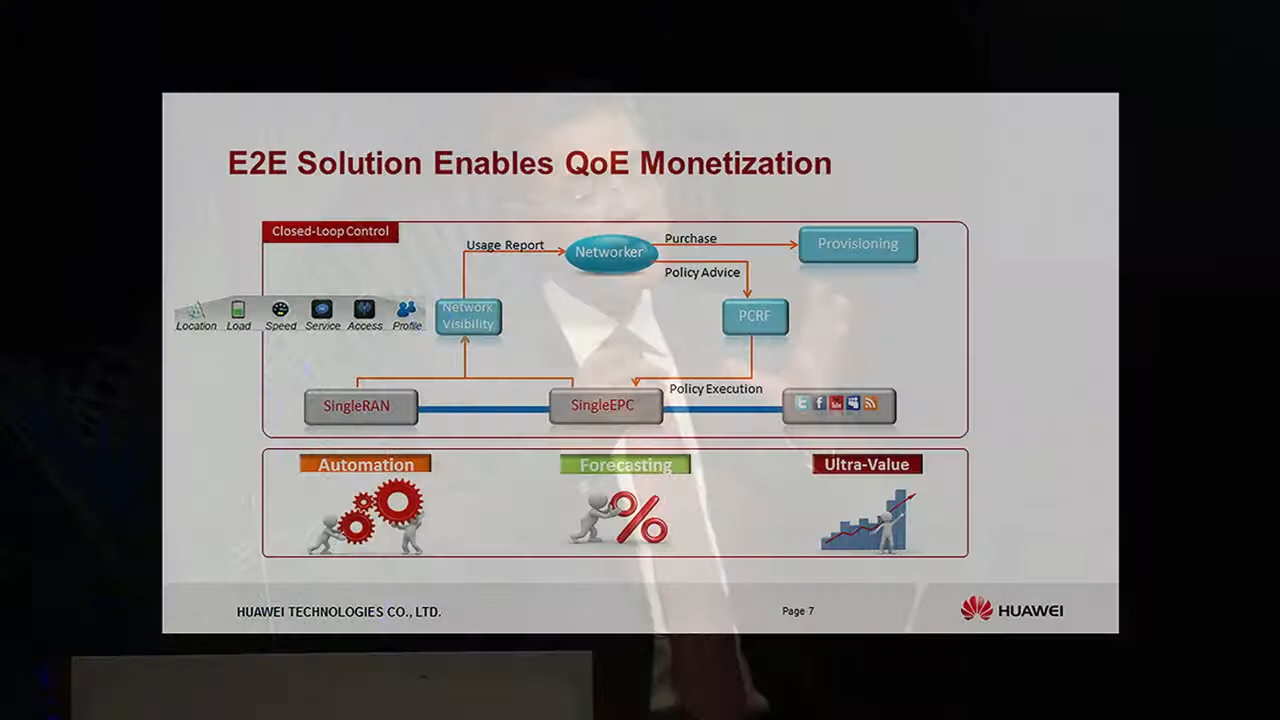 E2E Solution Enables QoE Monetization
Closed-Loop Control
Usage Report
Networker
Purchase
Provisioning
Policy Advice
Location
Load
Speed
Service
Access
Profile
Network
Visibility
PCRF
Policy Execution
SingleRAN
SingleEPC
Automation
Forecasting
Ultra-Value
HUAWEI TECHNOLOGIES CO., LTD.
Page 7
HUAWEI